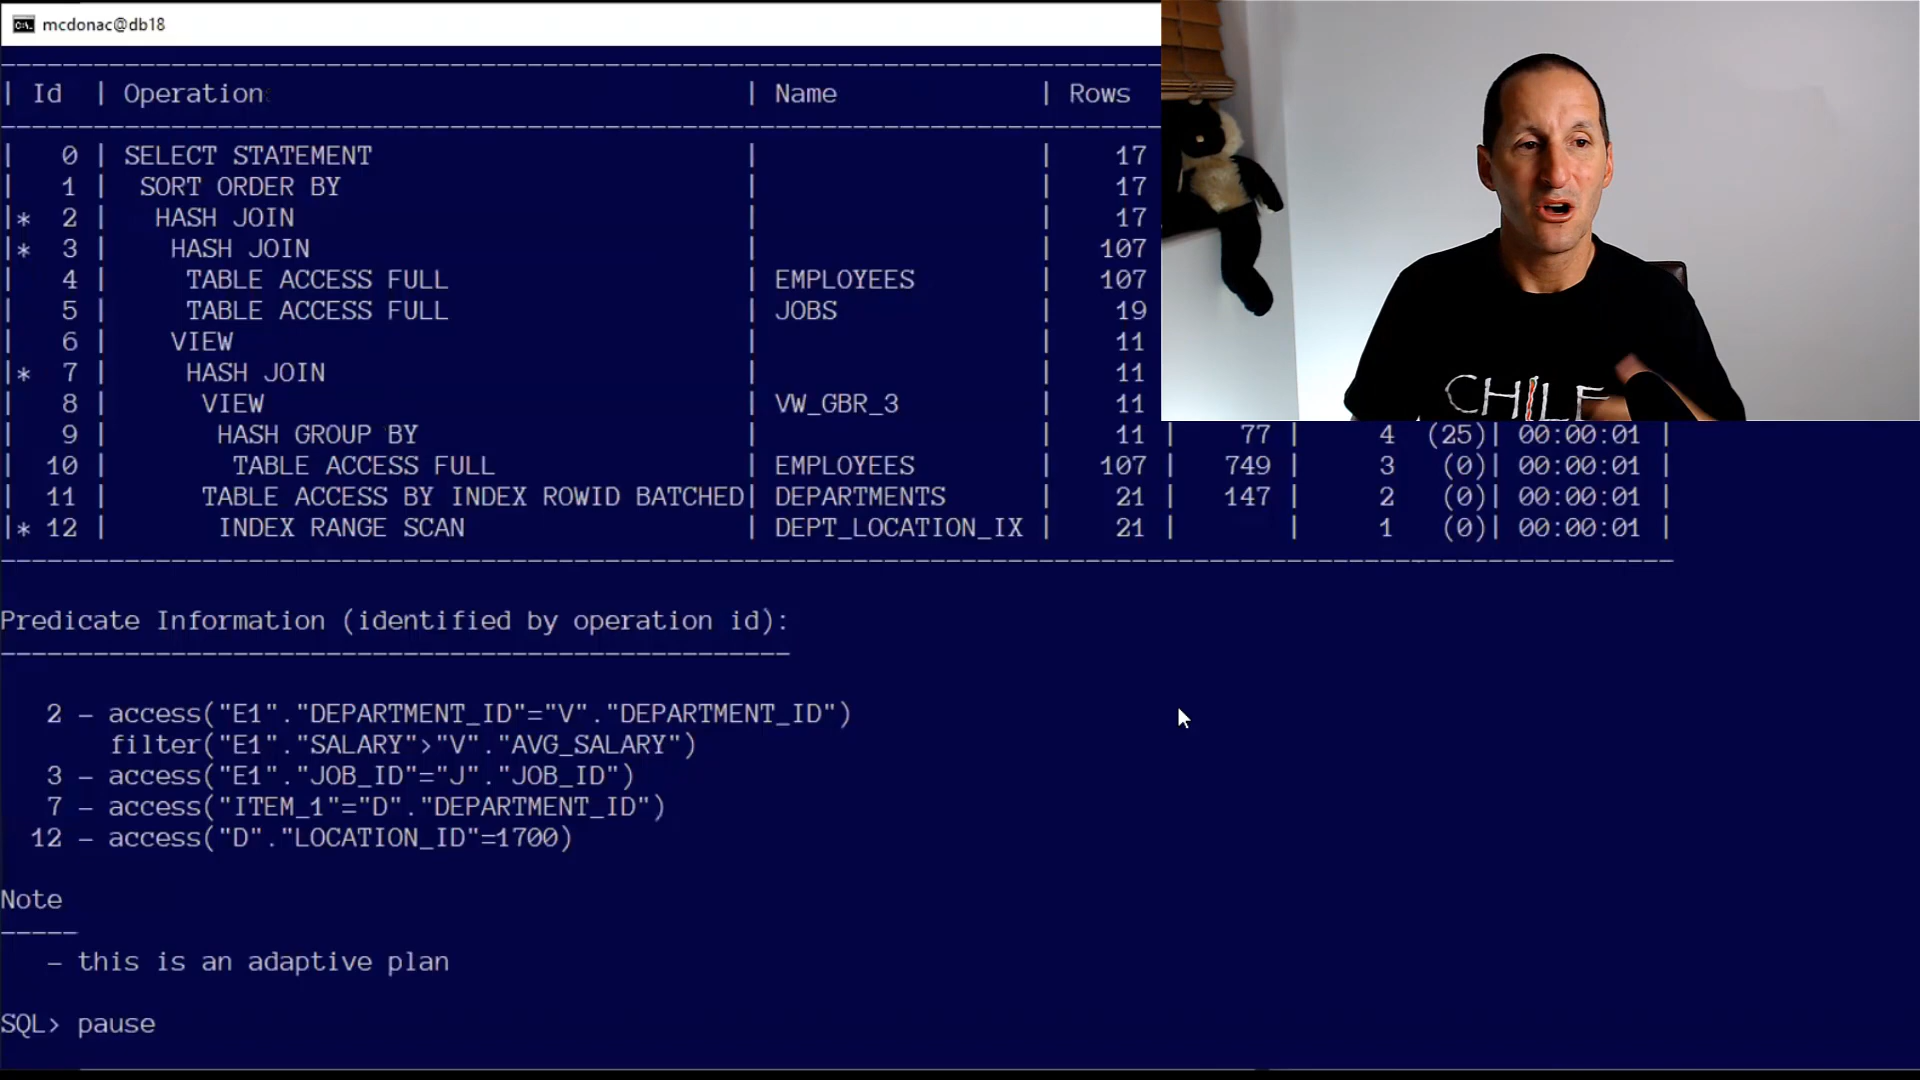 mcdonac@db18
| Id | Operation | Name | Rows
| 0 | SELECT STATEMENT | | 17
| 1 | SORT ORDER BY | | 17
|* 2 | HASH JOIN | | 17
|* 3 | HASH JOIN | | 107
| 4 | TABLE ACCESS FULL | EMPLOYEES | 107
| 5 | TABLE ACCESS FULL | JOBS | 19
| 6 | VIEW | | 11
|* 7 | HASH JOIN | | 11
| 8 | VIEW | VW_GBR_3 | 11
| 9 | HASH GROUP BY | | 11 | 77 | 4 (25)| 00:00:01 |
| 10 | TABLE ACCESS FULL | EMPLOYEES | 107 | 749 | 3 (0)| 00:00:01 |
| 11 | TABLE ACCESS BY INDEX ROWID BATCHED| DEPARTMENTS | 21 | 147 | 2 (0)| 00:00:01 |
|* 12 | INDEX RANGE SCAN | DEPT_LOCATION_IX | 21 | | 1 (0)| 00:00:01 |
Predicate Information (identified by operation id):
2 - access("E1"."DEPARTMENT_ID"="V"."DEPARTMENT_ID")
filter("E1"."SALARY">"V"."AVG_SALARY")
3 - access("E1"."JOB_ID"="J"."JOB_ID")
7 - access("ITEM_1"="D"."DEPARTMENT_ID")
12 - access("D"."LOCATION_ID"=1700)
Note
-----
- this is an adaptive plan
SQL> pause
CHILE